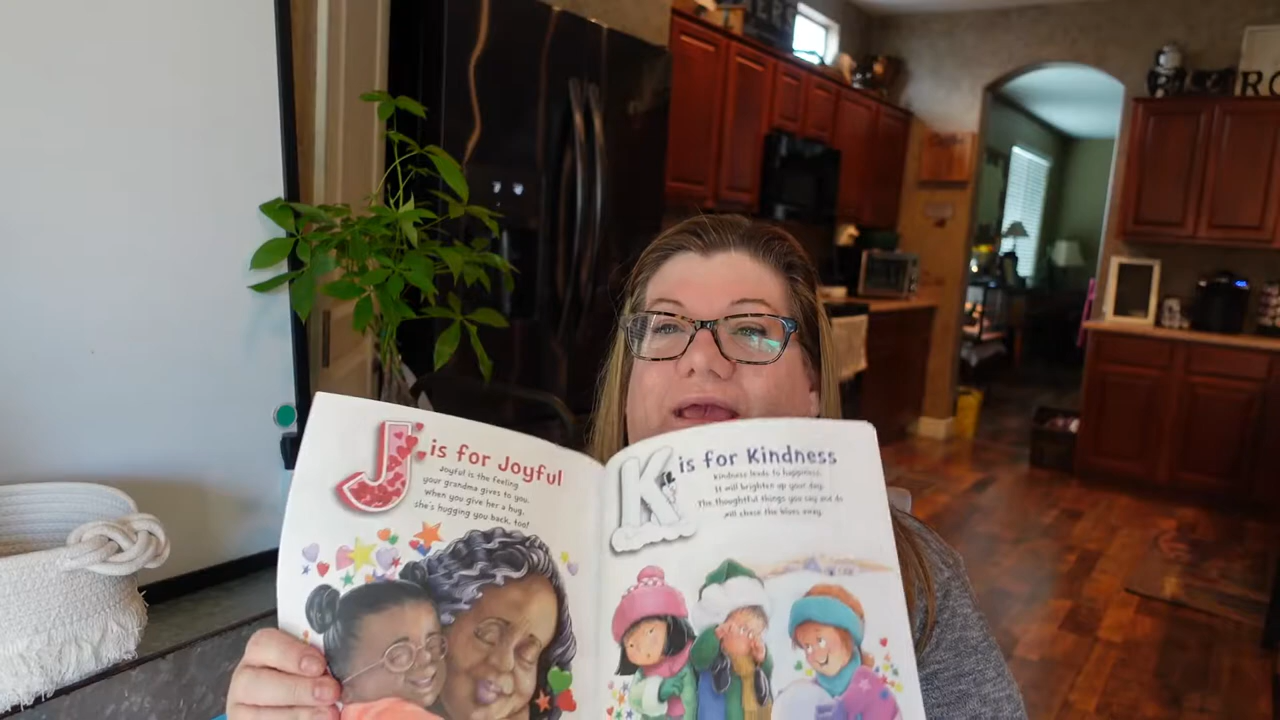 J is for Joyful
Joyful is the feeling
your grandma gives to you.
When you give her a hug,
she's hugging you back, too!
K is for Kindness
Kindness leads to happiness.
It will brighten up your day.
The thoughtful things you say and do
will chase the blues away.